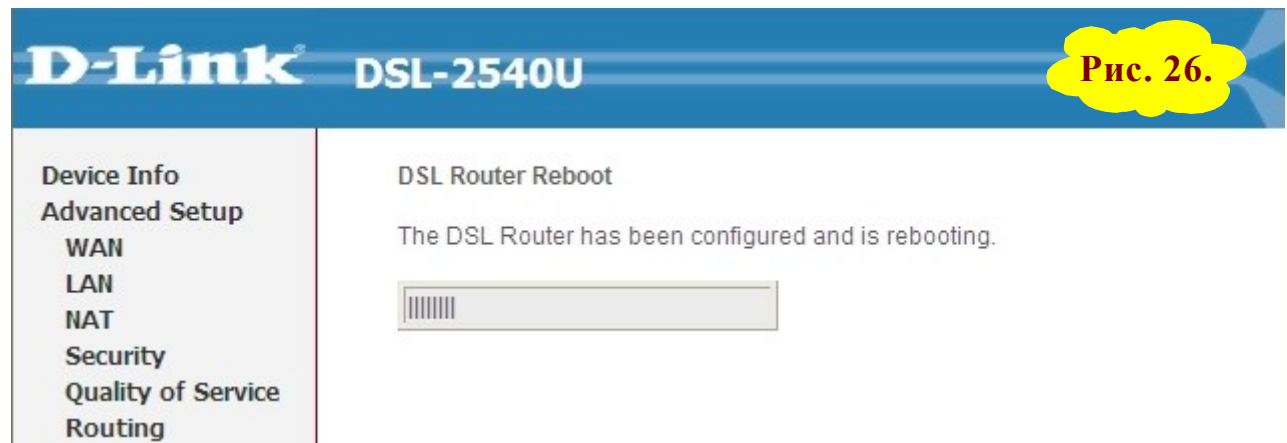 D-Link
DSL-2540U
Рис. 26.
Device Info
Advanced Setup
WAN
LAN
NAT
Security
Quality of Service
Routing
DSL Router Reboot
The DSL Router has been configured and is rebooting.
||||||||